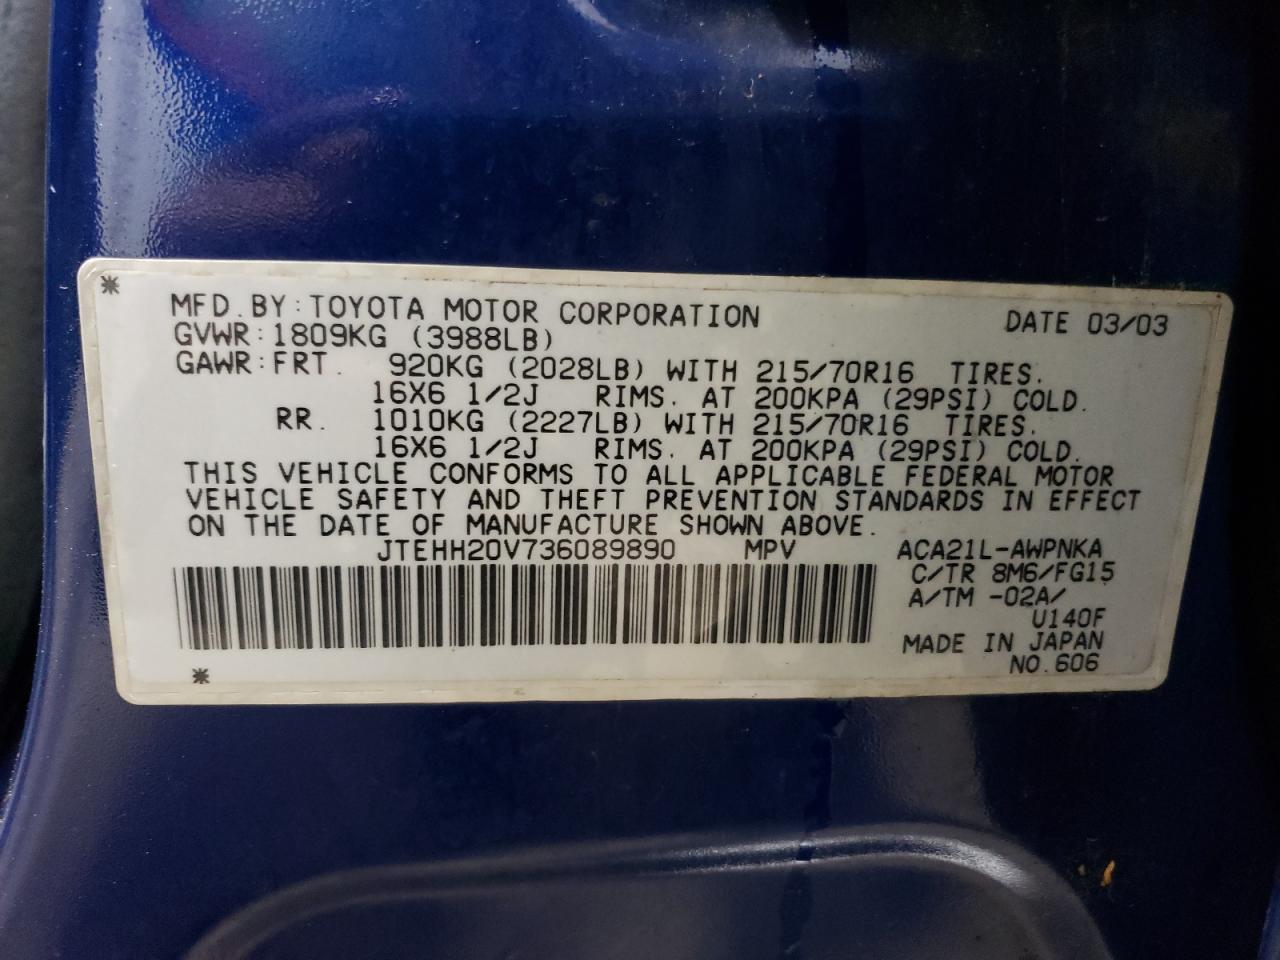 MFD. BY: TOYOTA MOTOR CORPORATION DATE 03/03
GVWR: 1809KG (3988LB)
GAWR: FRT. 920KG (2028LB) WITH 215/70R16 TIRES.
16X6 1/2J RIMS. AT 200KPA (29PSI) COLD.
RR. 1010KG (2227LB) WITH 215/70R16 TIRES.
16X6 1/2J RIMS. AT 200KPA (29PSI) COLD.
THIS VEHICLE CONFORMS TO ALL APPLICABLE FEDERAL MOTOR
VEHICLE SAFETY AND THEFT PREVENTION STANDARDS IN EFFECT
ON THE DATE OF MANUFACTURE SHOWN ABOVE.
JTEHH20V736089890 MPV ACA21L-AWPNKA
C/TR 8M6/FG15
A/TM -02A/
U140F
MADE IN JAPAN
NO.606